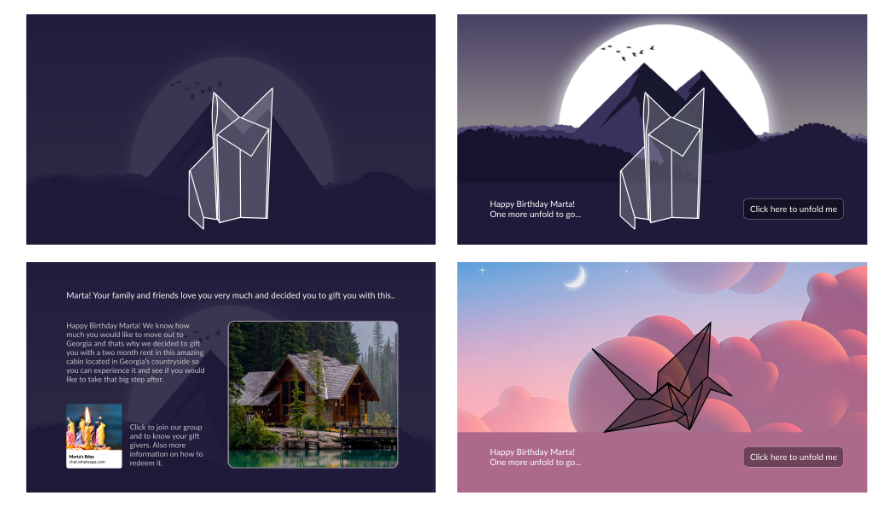 Happy Birthday Marta!
One more unfold to go...
Click here to unfold me
Marta! Your family and friends love you very much and decided you to gift you with this..
Happy Birthday Marta! We know how
much you would like to move out to
Georgia and thats why we decided to gift
you with a two month rent in this amazing
cabin located in Georgia's countryside so
you can experience it and see if you would
like to take that big step after.
Click to join our group
and to know your gift
givers. Also more
information on how to
redeem it.
Marta's Bday
chat.whatsapp.com
Happy Birthday Marta!
One more unfold to go...
Click here to unfold me